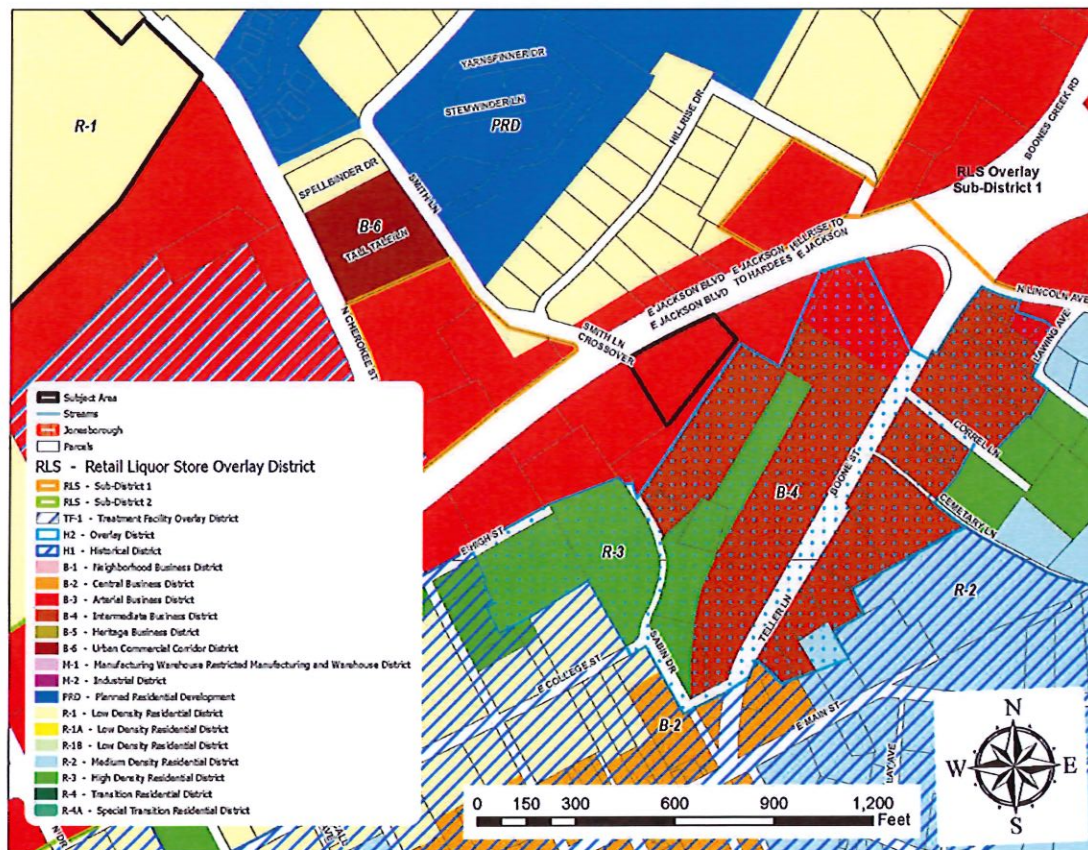 YARNSPINNER DR
STEMWINDER LN
PRD
R-1
HILLRISE DR
BOONES CREEK RD
RLS Overlay
Sub-District 1
SPELLBINDER DR
SMITH LN
B-6
TALL TALE LN
E JACKSON BLVD E JACKSON HILLRISE TO
E JACKSON BLVD TO HARDEES E JACKSON
N LINCOLN AVE
LAWING AVE
N CHEROKEE ST
SMITH LN
CROSSOVER
CORREL LN
BOONE ST
B-4
CEMETARY LN
E HIGH ST
R-3
R-2
TELLER LN
SABIN DR
E COLLEGE ST
B-2
E MAIN ST
LAY AVE
Subject Area
Streams
Jonesborough
Parcels
RLS - Retail Liquor Store Overlay District
RLS - Sub-District 1
RLS - Sub-District 2
TF-1 - Treatment Facility Overlay District
H2 - Overlay District
H1 - Historical District
B-1 - Neighborhood Business District
B-2 - Central Business District
B-3 - Arterial Business District
B-4 - Intermediate Business District
B-5 - Heritage Business District
B-6 - Urban Commercial Corridor District
M-1 - Manufacturing Warehouse Restricted Manufacturing and Warehouse District
M-2 - Industrial District
PRD - Planned Residential Development
R-1 - Low Density Residential District
R-1A - Low Density Residential District
R-1B - Low Density Residential District
R-2 - Medium Density Residential District
R-3 - High Density Residential District
R-4 - Transition Residential District
R-4A - Special Transition Residential District
N
W E
S
0 150 300 600 900 1,200
Feet